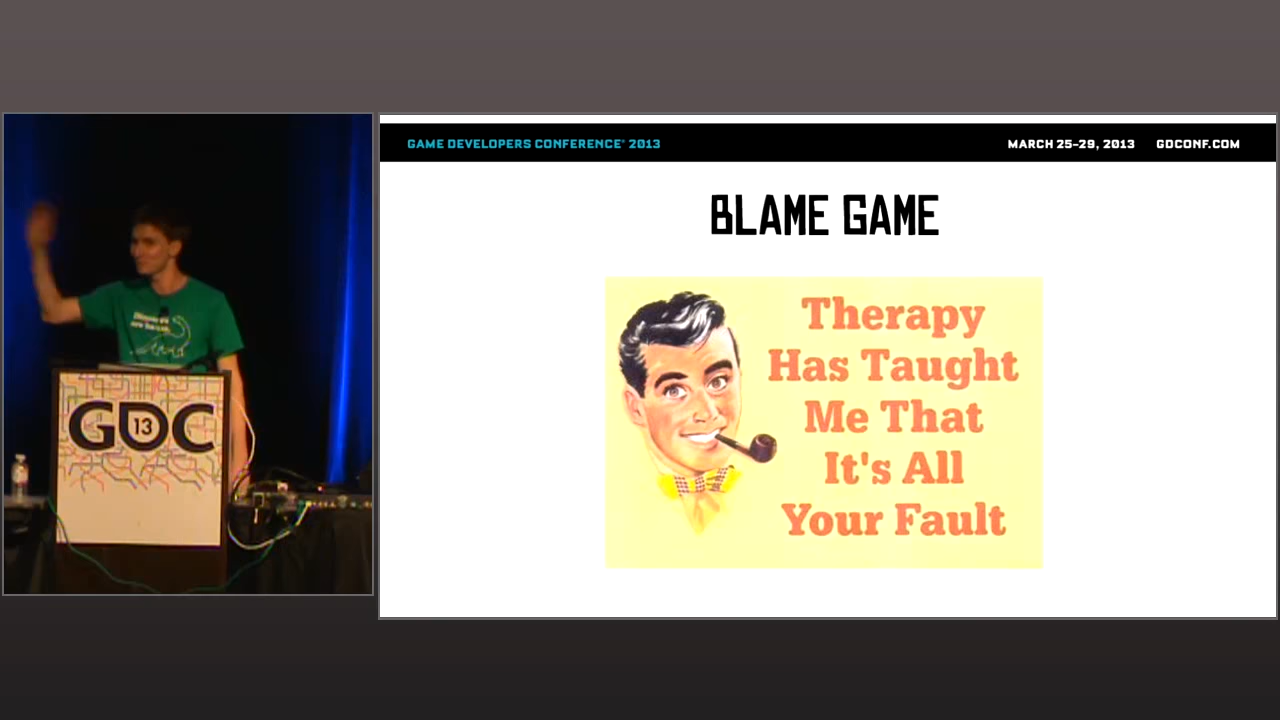 GAME DEVELOPERS CONFERENCE® 2013
MARCH 25-29, 2013 GDCONF.COM
BLAME GAME
Therapy
Has Taught
Me That
It's All
Your Fault
GDC
13